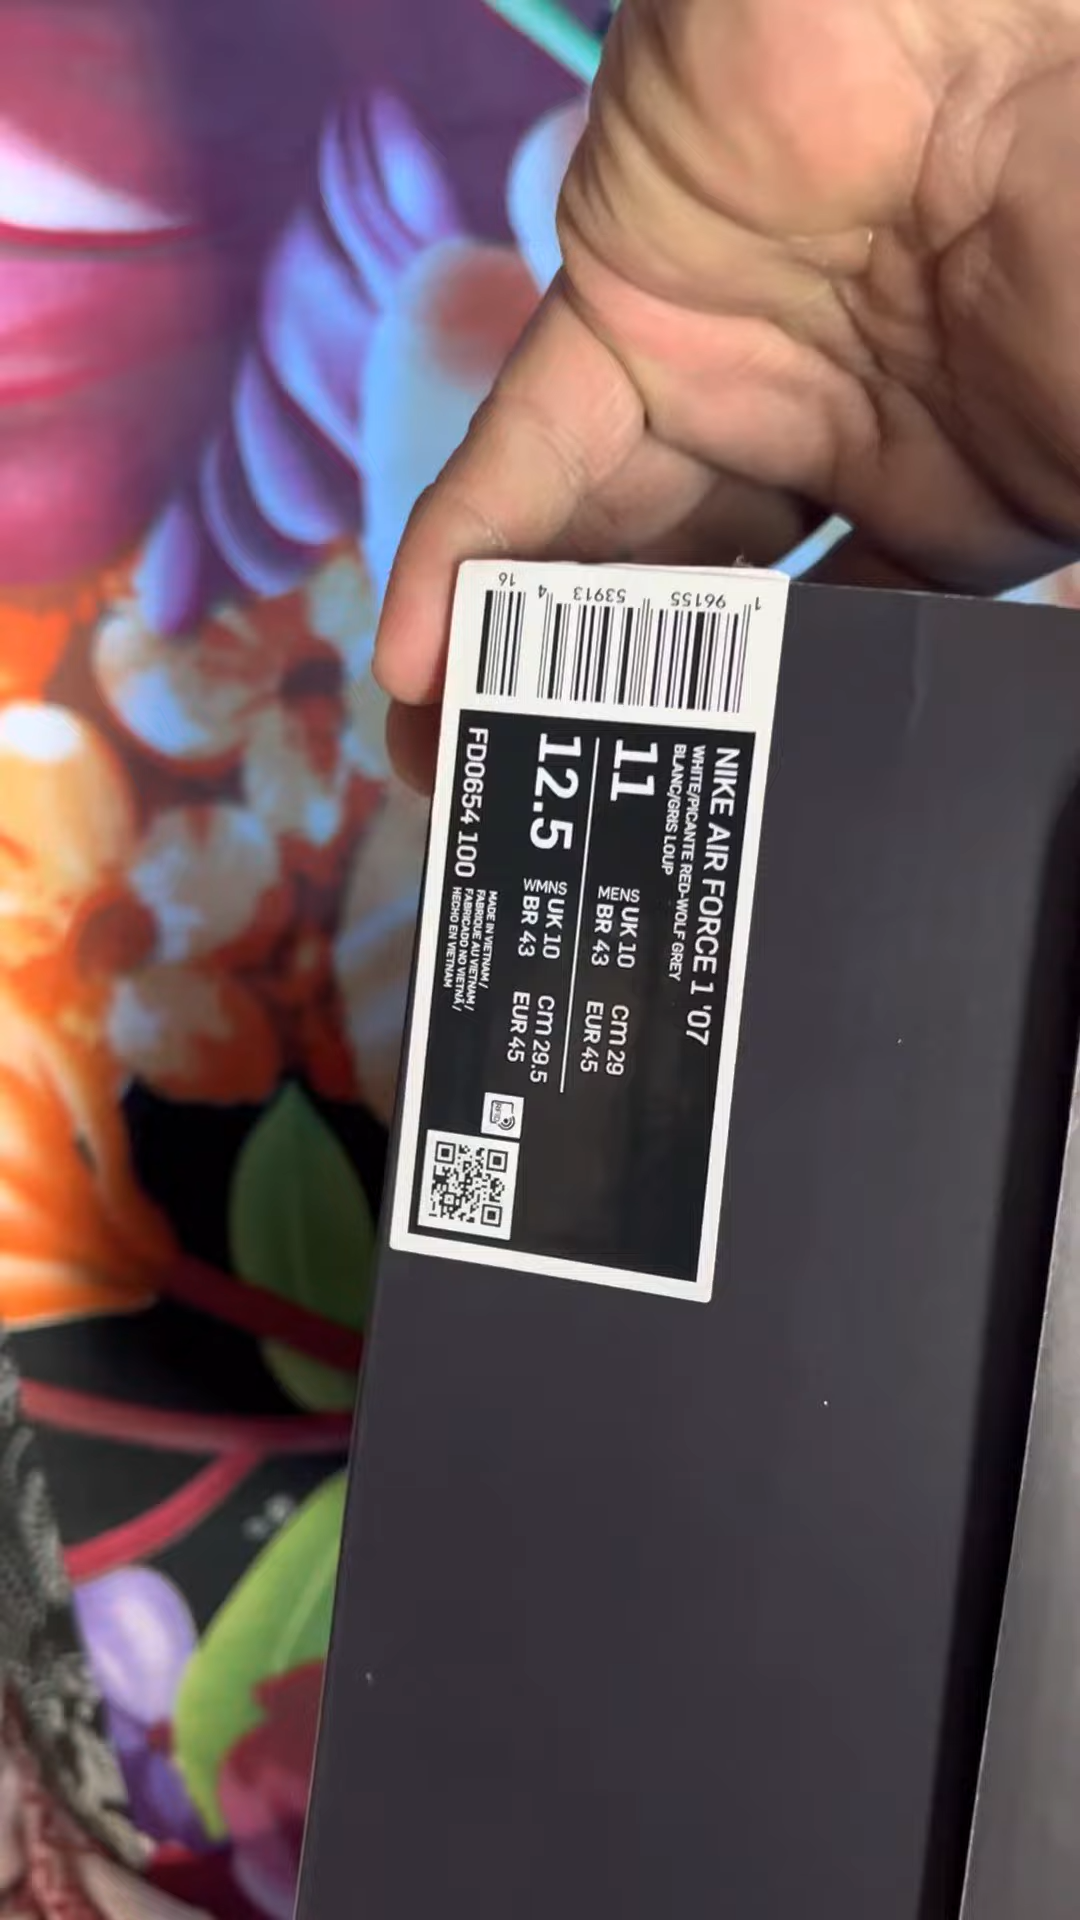 NIKE AIR FORCE 1 '07
WHITE/PICANTE RED-WOLF GREY
BLANC/GRIS LOUP
11 MENS UK 10 CM 29
BR 43 EUR 45
12.5 WMNS UK 10 CM 29.5
BR 43 EUR 45
FD0654 100
MADE IN VIETNAM /
FABRIQUE AU VIETNAM /
FABRICADO NO VIETNÃ /
HECHO EN VIETNAM
1 96155 53913 4 16